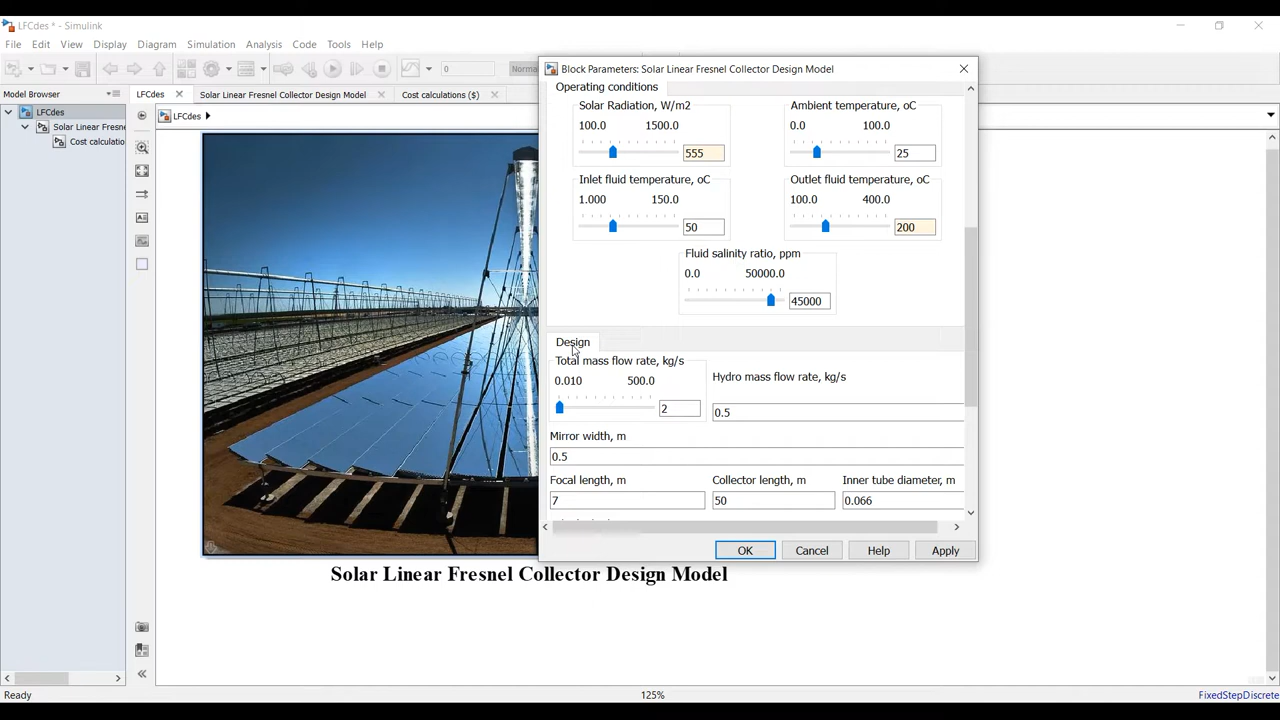 LFCdes * - Simulink
File Edit View Display Diagram Simulation Analysis Code Tools Help
0 Norma
Model Browser
LFCdes
Solar Linear Fresne
Cost calculatio
LFCdes Solar Linear Fresnel Collector Design Model Cost calculations ($)
LFCdes
Block Parameters: Solar Linear Fresnel Collector Design Model
Operating conditions
Solar Radiation, W/m2 Ambient temperature, oC
100.0 1500.0 0.0 100.0
555 25
Inlet fluid temperature, oC Outlet fluid temperature, oC
1.000 150.0 100.0 400.0
50 200
Fluid salinity ratio, ppm
0.0 50000.0
45000
Design
Total mass flow rate, kg/s
0.010 500.0 Hydro mass flow rate, kg/s
2 0.5
Mirror width, m
0.5
Focal length, m Collector length, m Inner tube diameter, m
7 50 0.066
OK Cancel Help Apply
Solar Linear Fresnel Collector Design Model
Ready 125% FixedStepDiscrete